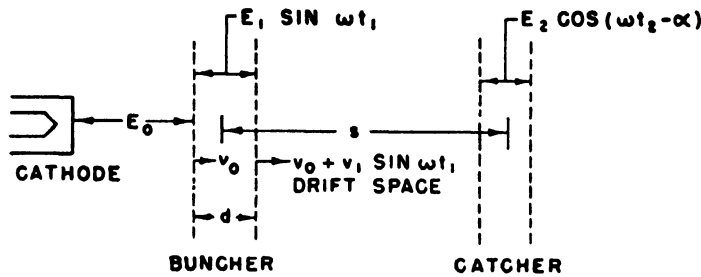 E₁ SIN ωt₁
E₂ COS (ωt₂-α)
E₀
S
CATHODE
v₀
v₀ + v₁ SIN ωt₁
DRIFT SPACE
d
BUNCHER
CATCHER